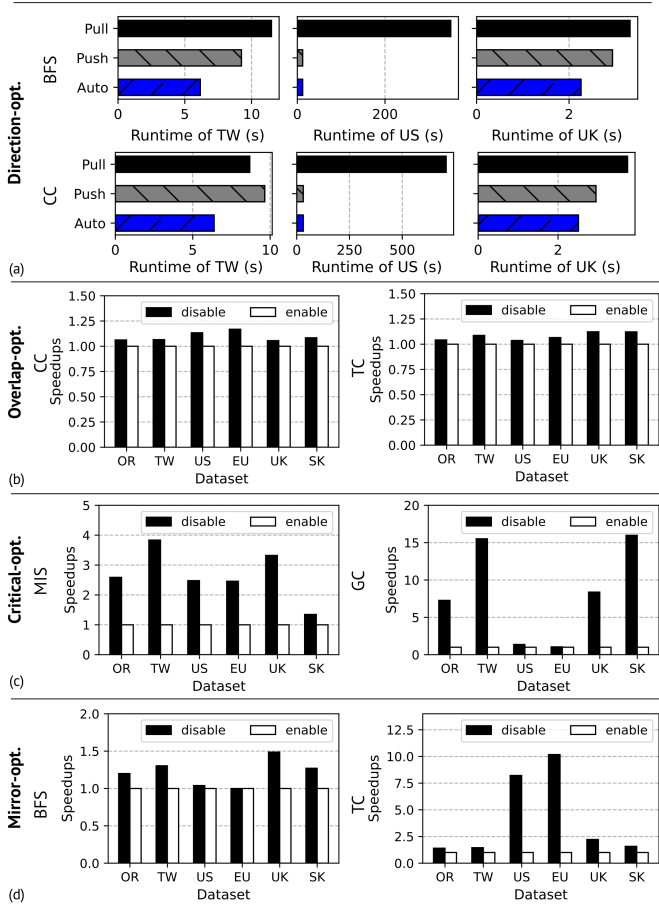 Direction-opt.
BFS
Pull
Push
Auto
0 5 10
Runtime of TW (s)
0 200
Runtime of US (s)
0 2
Runtime of UK (s)
CC
Pull
Push
Auto
0 5 10
Runtime of TW (s)
0 250 500
Runtime of US (s)
0 2
Runtime of UK (s)
(a)
Overlap-opt.
CC
Speedups
1.50
1.25
1.00
0.75
0.50
0.25
0.00
disable enable
OR TW US EU UK SK
Dataset
TC
Speedups
1.50
1.25
1.00
0.75
0.50
0.25
0.00
disable enable
OR TW US EU UK SK
Dataset
(b)
Critical-opt.
MIS
Speedups
5
4
3
2
1
0
disable enable
OR TW US EU UK SK
Dataset
GC
Speedups
20
15
10
5
0
disable enable
OR TW US EU UK SK
Dataset
(c)
Mirror-opt.
BFS
Speedups
2.0
1.5
1.0
0.5
0.0
disable enable
OR TW US EU UK SK
Dataset
TC
Speedups
12.5
10.0
7.5
5.0
2.5
0.0
disable enable
OR TW US EU UK SK
Dataset
(d)